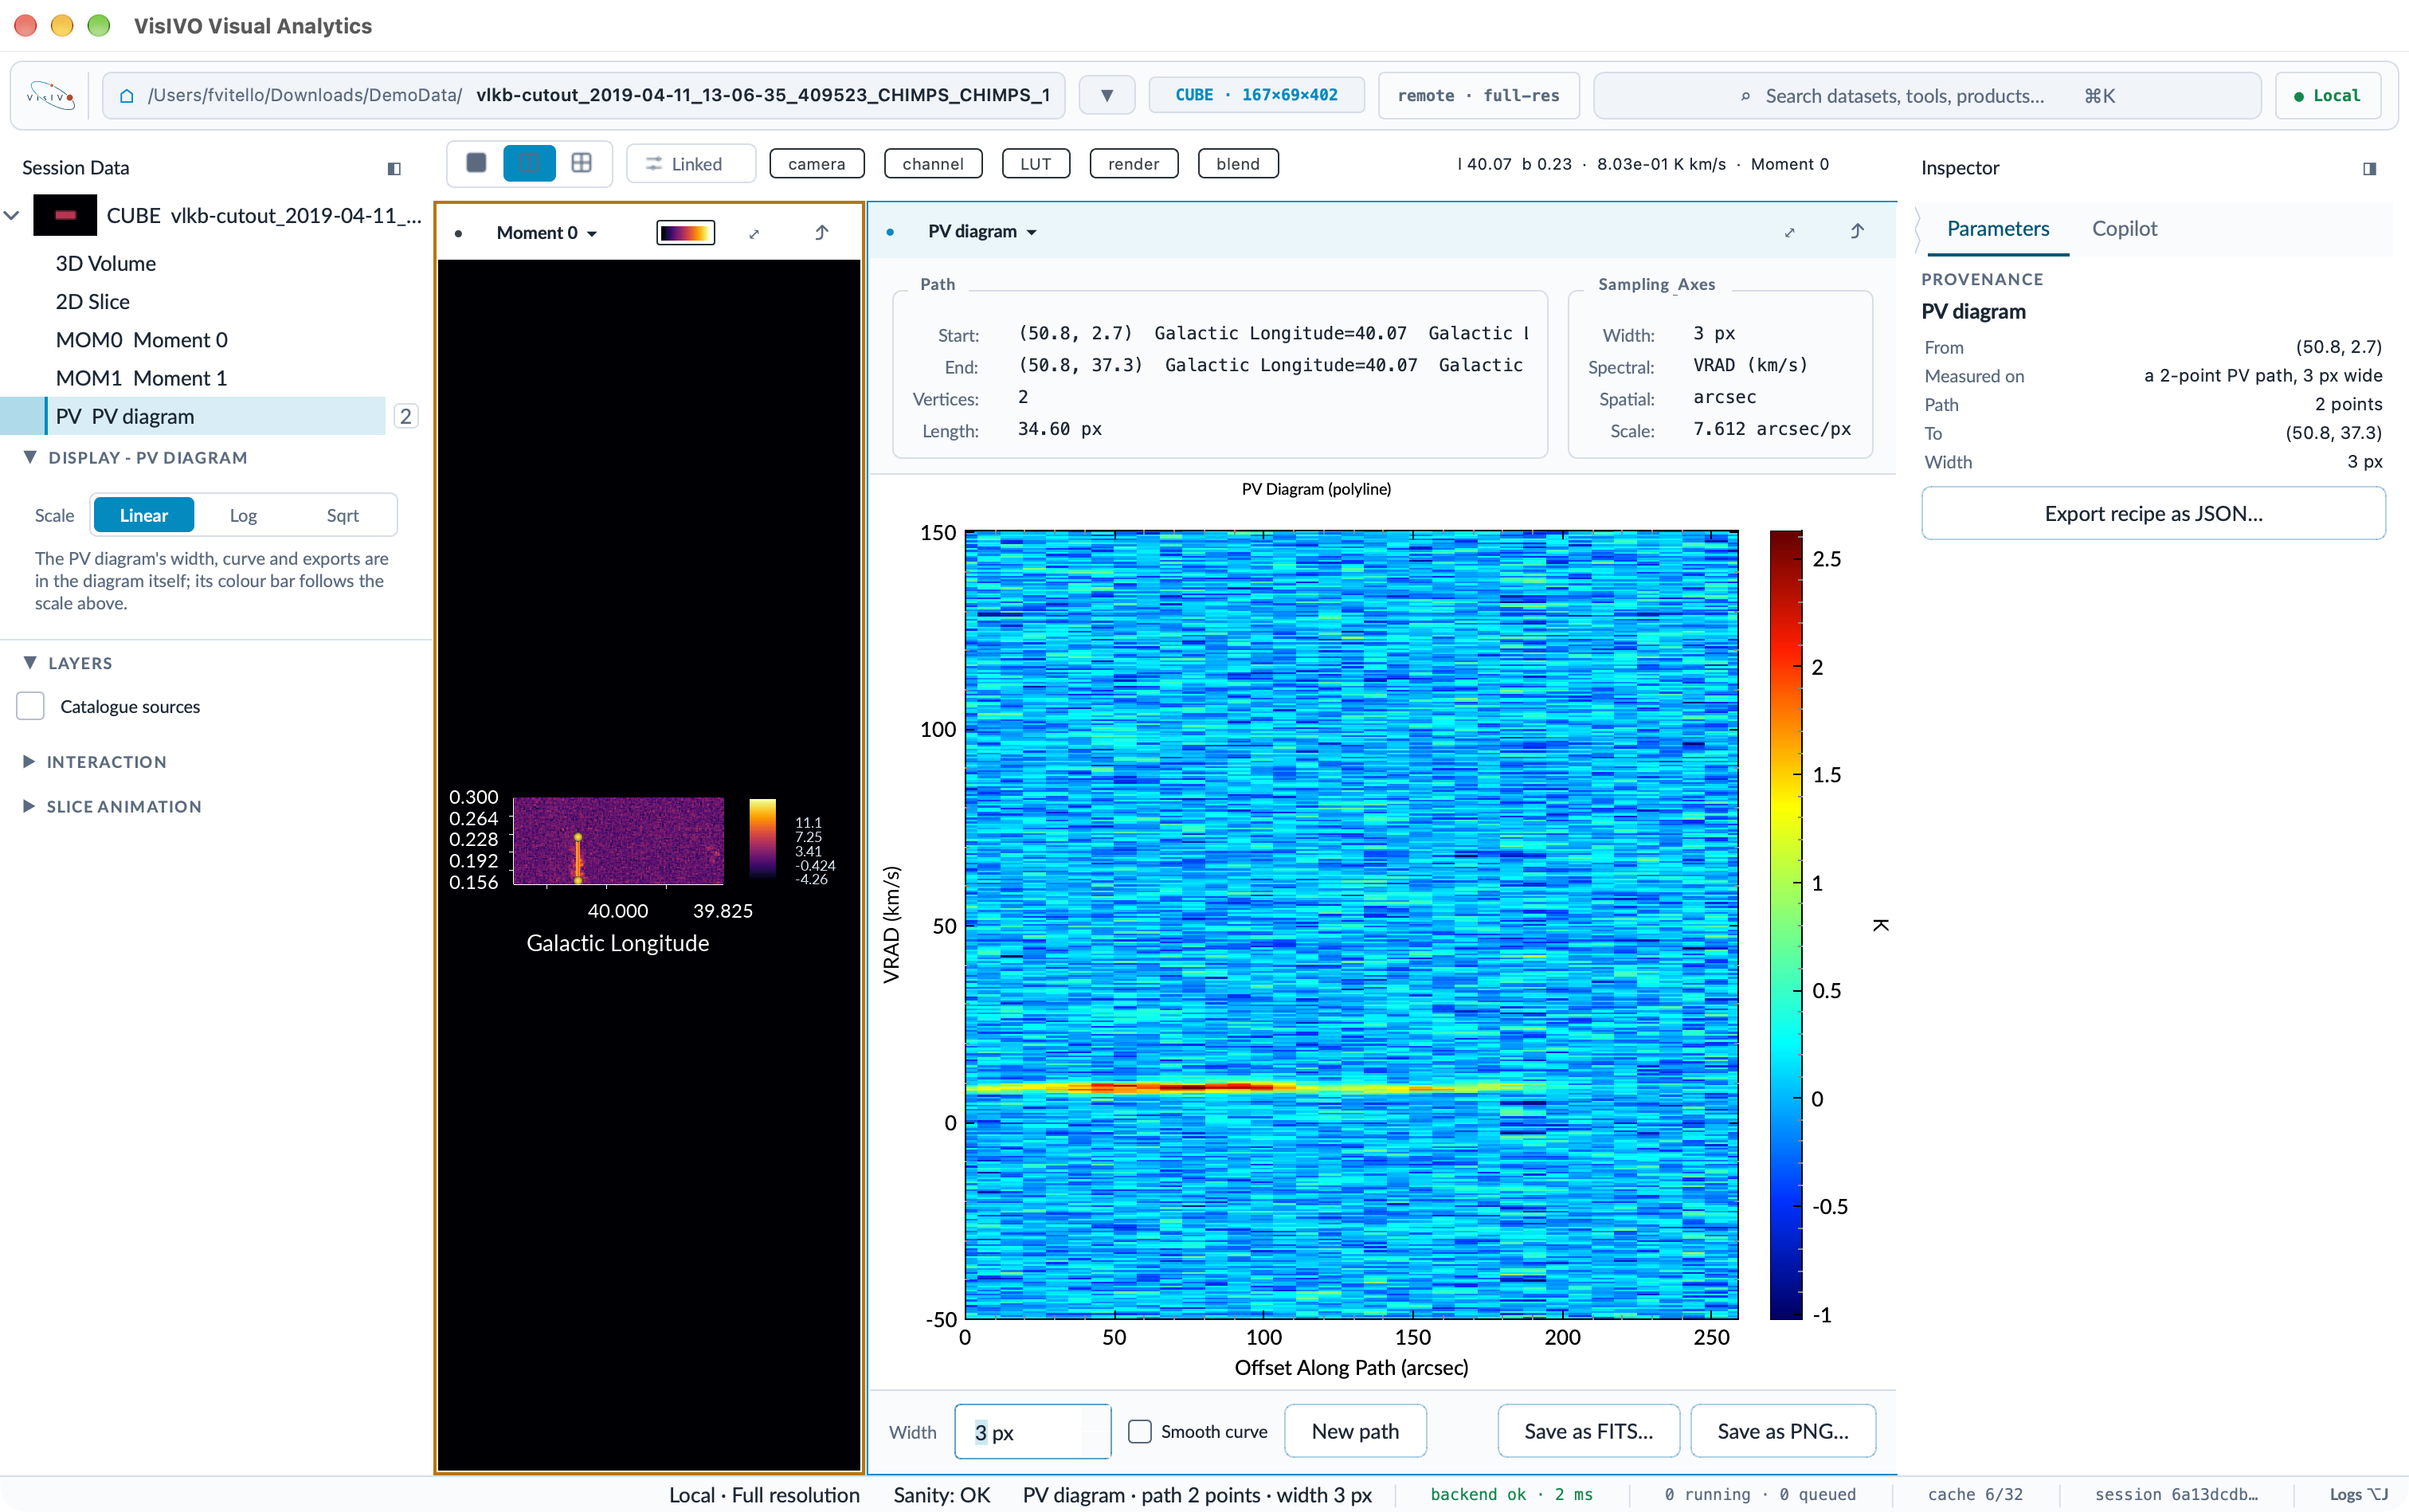 VisIVO Visual Analytics
VisIVO
/Users/fvitello/Downloads/DemoData/ vlkb-cutout_2019-04-11_13-06-35_409523_CHIMPS_CHIMPS_1
CUBE · 167×69×402
remote · full-res
Search datasets, tools, products... ⌘K
Local
Session Data
Linked
camera
channel
LUT
render
blend
l 40.07 b 0.23 · 8.03e-01 K km/s · Moment 0
Inspector
CUBE vlkb-cutout_2019-04-11_...
3D Volume
2D Slice
MOM0 Moment 0
MOM1 Moment 1
PV PV diagram 2
DISPLAY - PV DIAGRAM
Scale Linear Log Sqrt
The PV diagram's width, curve and exports are
in the diagram itself; its colour bar follows the
scale above.
LAYERS
Catalogue sources
INTERACTION
SLICE ANIMATION
Moment 0
0.300
0.264
0.228
0.192
0.156
40.000 39.825
Galactic Longitude
11.1
7.25
3.41
-0.424
-4.26
PV diagram
Path
Start: (50.8, 2.7) Galactic Longitude=40.07 Galactic L
End: (50.8, 37.3) Galactic Longitude=40.07 Galactic
Vertices: 2
Length: 34.60 px
Sampling_Axes
Width: 3 px
Spectral: VRAD (km/s)
Spatial: arcsec
Scale: 7.612 arcsec/px
PV Diagram (polyline)
150
100
50
0
-50
VRAD (km/s)
0 50 100 150 200 250
Offset Along Path (arcsec)
2.5
2
1.5
1
0.5
0
-0.5
-1
K
Width 3 px
Smooth curve
New path
Save as FITS...
Save as PNG...
Parameters
Copilot
PROVENANCE
PV diagram
From (50.8, 2.7)
Measured on a 2-point PV path, 3 px wide
Path 2 points
To (50.8, 37.3)
Width 3 px
Export recipe as JSON...
Local · Full resolution
Sanity: OK
PV diagram · path 2 points · width 3 px
backend ok · 2 ms
0 running · 0 queued
cache 6/32
session 6a13dcdb…
Logs ⌥J